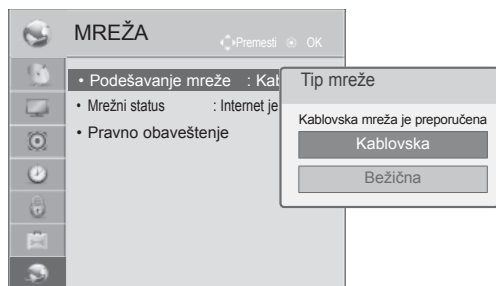 MREŽA
Premesti OK
• Podešavanje mreže : Kab
• Mrežni status : Internet je
• Pravno obaveštenje
Tip mreže
Kablovska mreža je preporučena
Kablovska
Bežična